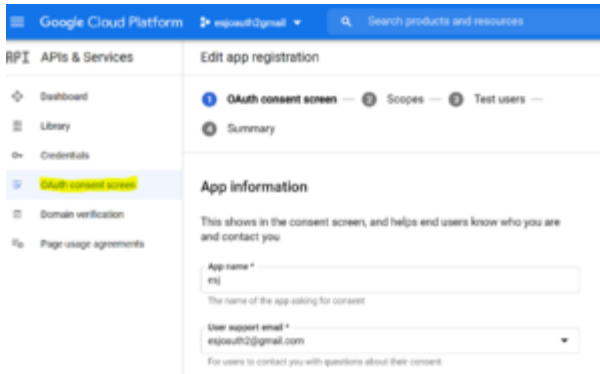 Google Cloud Platform
esjoauth2gmail
Search products and resources
API APIs & Services
Edit app registration
Dashboard
Library
Credentials
OAuth consent screen
Domain verification
Page usage agreements
1 OAuth consent screen — 2 Scopes — 3 Test users —
4 Summary
App information
This shows in the consent screen, and helps end users know who you are
and contact you
App name *
esj
The name of the app asking for consent
User support email *
esjoauth2@gmail.com
For users to contact you with questions about their consent